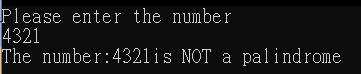 Please enter the number
4321
The number:4321is NOT a palindrome